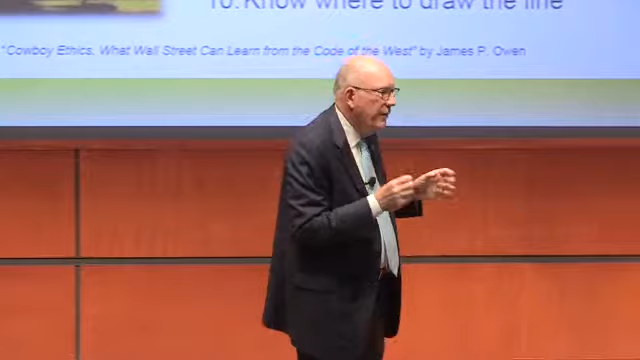 10. Know where to draw the line
"Cowboy Ethics, What Wall Street Can Learn from the Code of the West" by James P. Owen